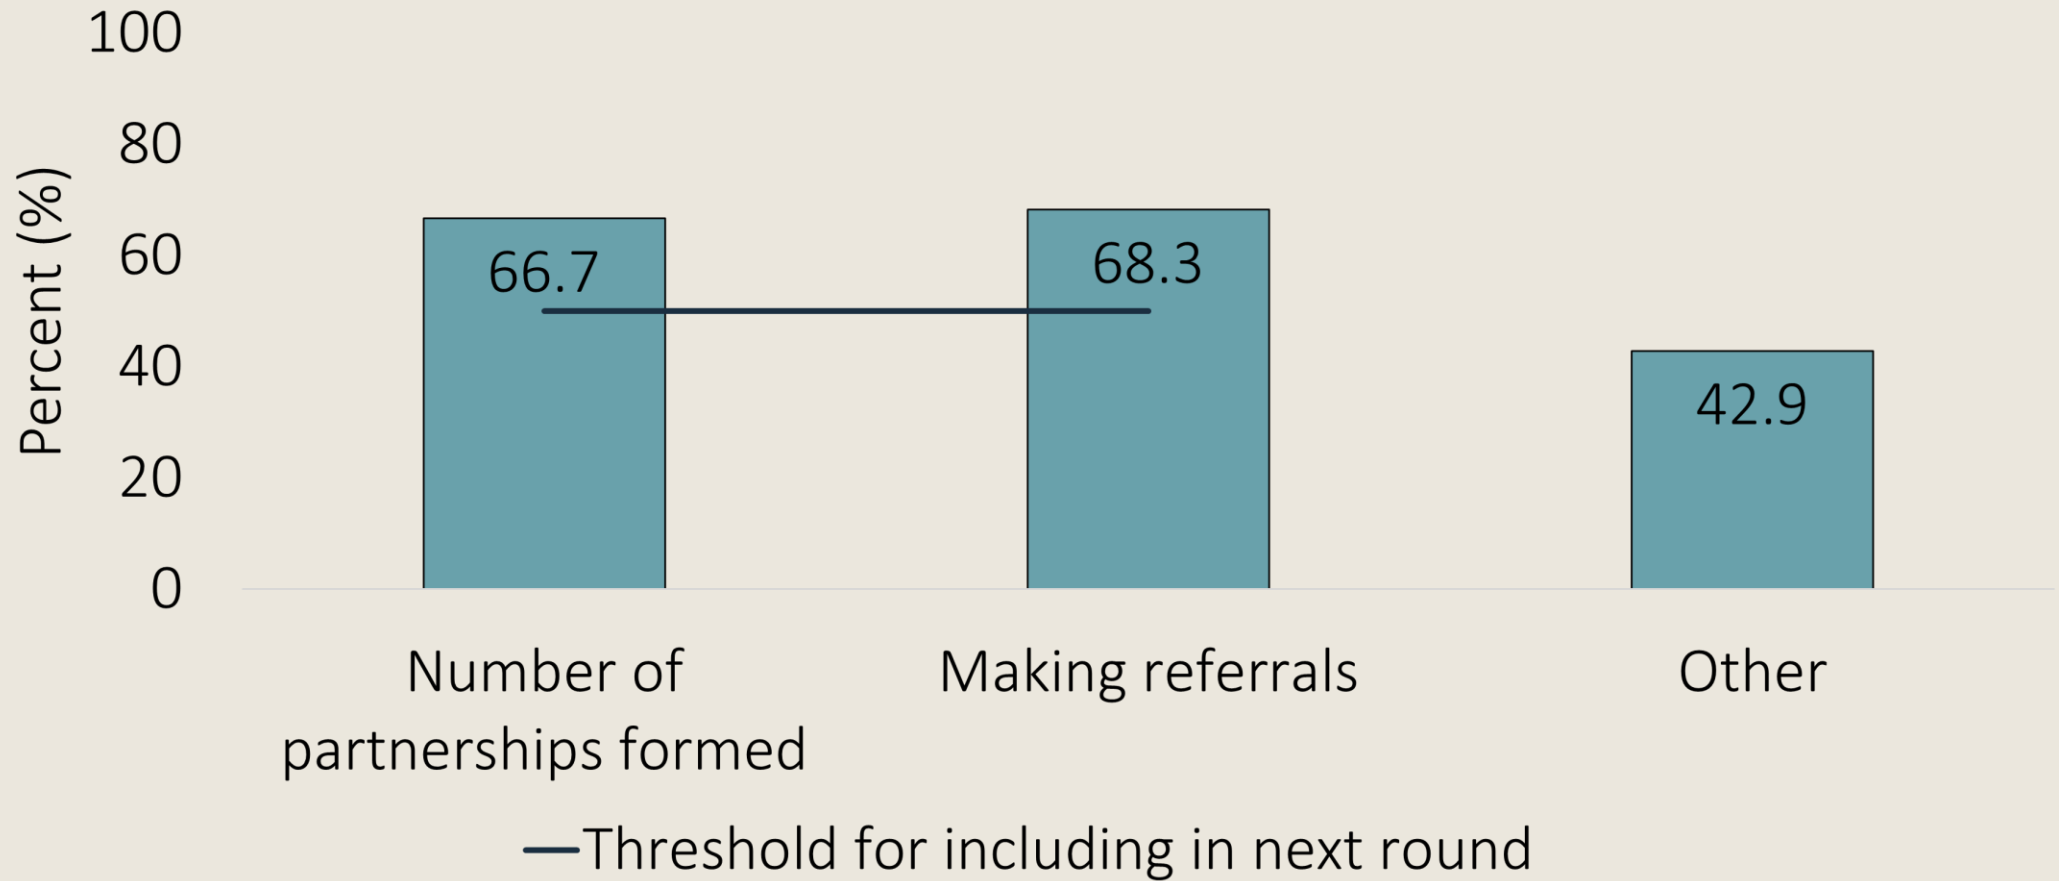 100
80
60
40
20
0
Percent (%)
66.7
68.3
42.9
Number of
partnerships formed
Making referrals
Other
Threshold for including in next round